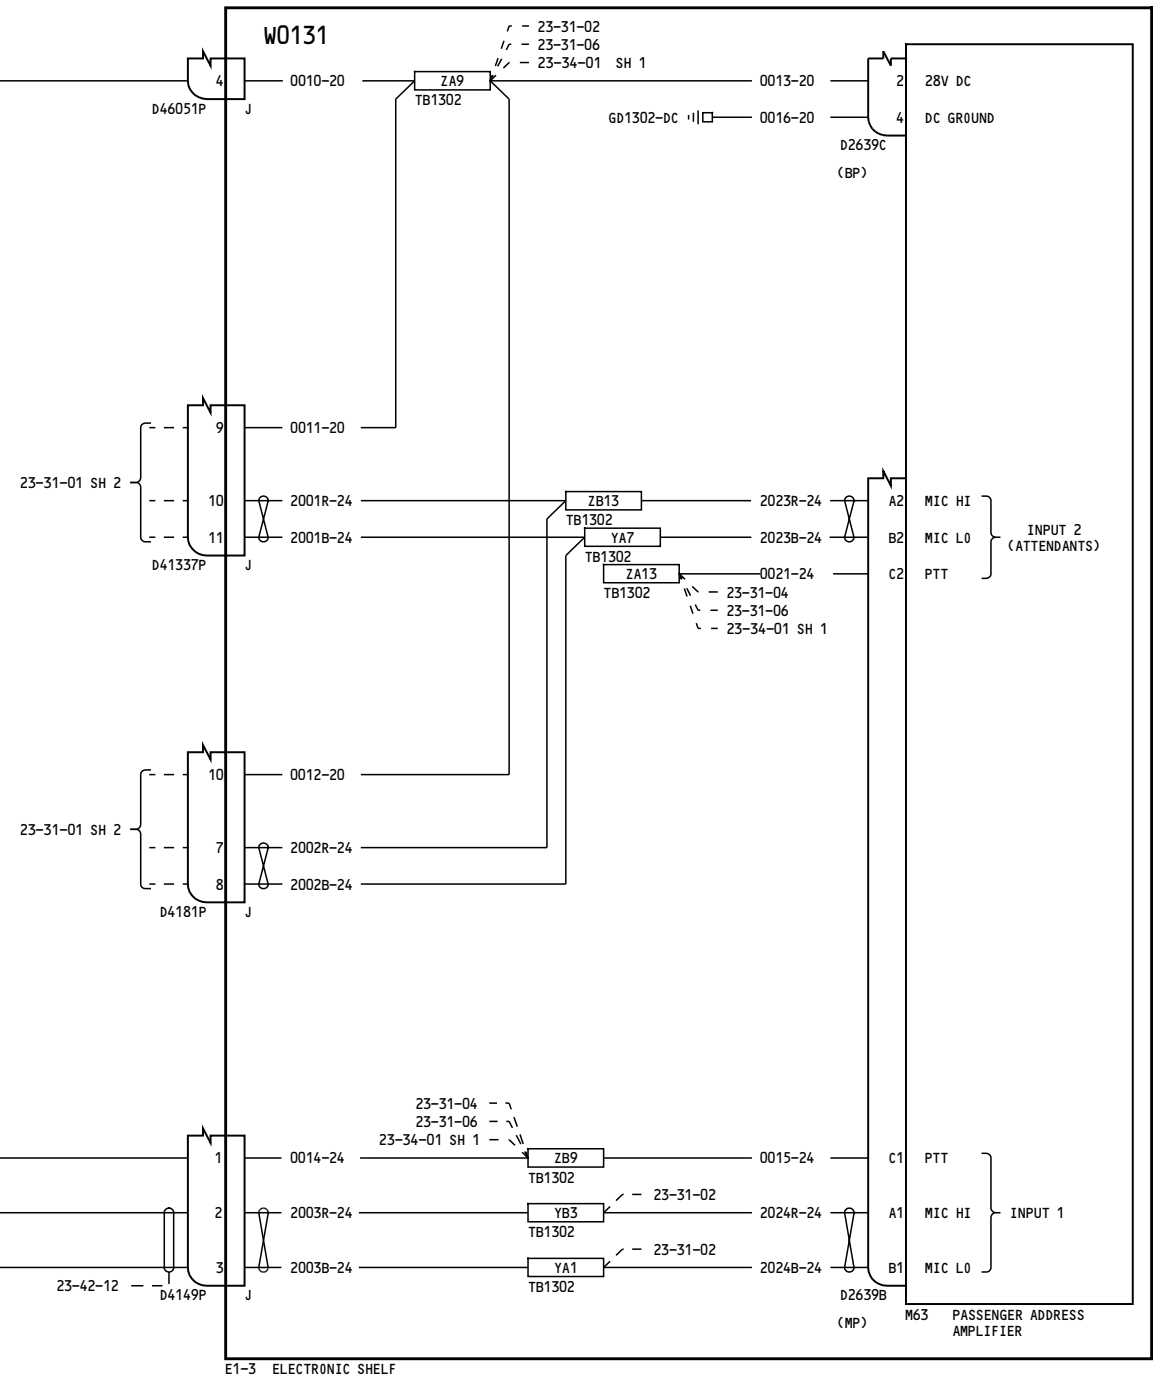 W0131
23-31-02
23-31-06
23-34-01 SH 1
4 0010-20 ZA9 0013-20 2 28V DC
D46051P J TB1302
GD1302-DC 0016-20 4 DC GROUND
D2639C
(BP)
9 0011-20
23-31-01 SH 2
10 2001R-24 ZB13 2023R-24 A2 MIC HI
TB1302
INPUT 2
(ATTENDANTS)
11 2001B-24 YA7 2023B-24 B2 MIC LO
D41337P J TB1302
ZA13 0021-24 C2 PTT
TB1302 23-31-04
23-31-06
23-34-01 SH 1
10 0012-20
23-31-01 SH 2
7 2002R-24
8 2002B-24
D4181P J
23-31-04
23-31-06
23-34-01 SH 1
1 0014-24 ZB9 0015-24 C1 PTT
TB1302
23-31-02
2 2003R-24 YB3 2024R-24 A1 MIC HI INPUT 1
TB1302
23-31-02
3 2003B-24 YA1 2024B-24 B1 MIC LO
23-42-12 D4149P J TB1302 D2639B
(MP)
M63 PASSENGER ADDRESS
AMPLIFIER
E1-3 ELECTRONIC SHELF